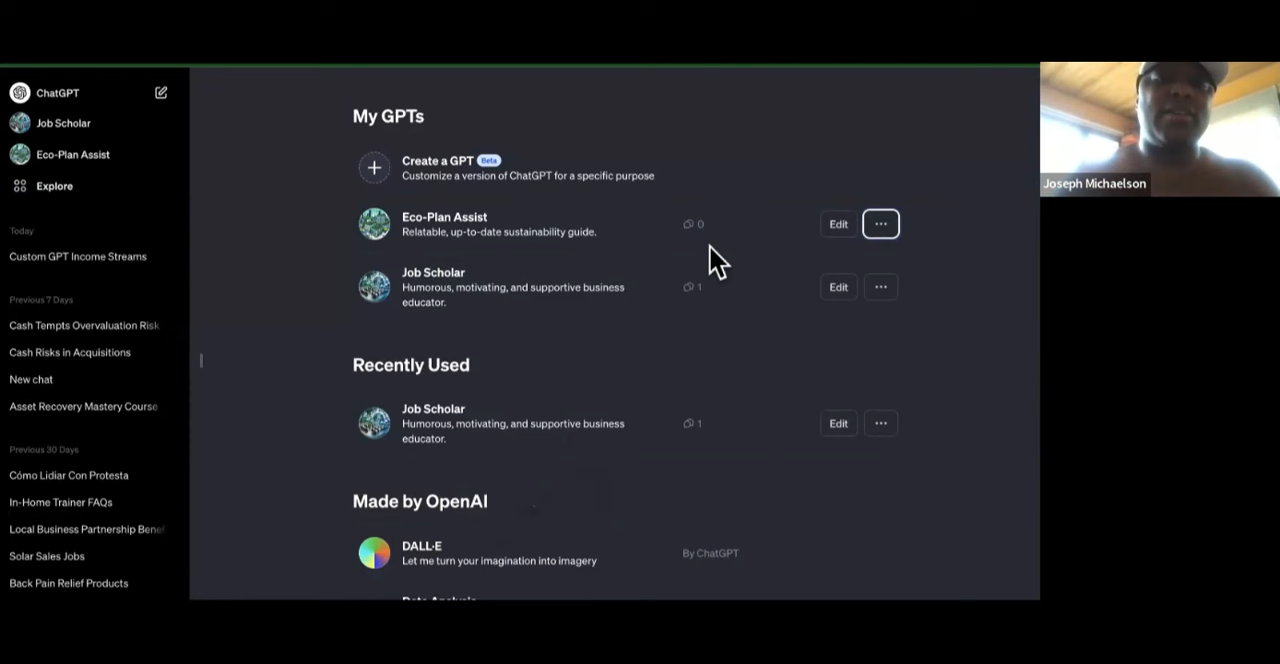 ChatGPT
Job Scholar
Eco-Plan Assist
Explore
Today
Custom GPT Income Streams
Previous 7 Days
Cash Tempts Overvaluation Risk
Cash Risks in Acquisitions
New chat
Asset Recovery Mastery Course
Previous 30 Days
Cómo Lidiar Con Protesta
In-Home Trainer FAQs
Local Business Partnership Benef
Solar Sales Jobs
Back Pain Relief Products
My GPTs
Create a GPT Beta
Customize a version of ChatGPT for a specific purpose
Eco-Plan Assist
Relatable, up-to-date sustainability guide.
0
Edit
Job Scholar
Humorous, motivating, and supportive business
educator.
1
Edit
Recently Used
Job Scholar
Humorous, motivating, and supportive business
educator.
1
Edit
Made by OpenAI
DALL·E
Let me turn your imagination into imagery
By ChatGPT
Data Analysis
Joseph Michaelson